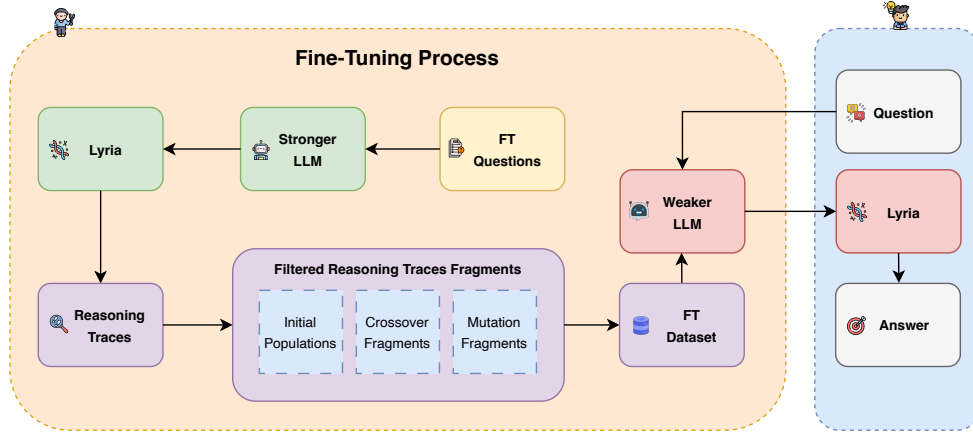 Fine-Tuning Process
Lyria
Stronger
LLM
FT
Questions
Reasoning
Traces
Filtered Reasoning Traces Fragments
Initial
Populations
Crossover
Fragments
Mutation
Fragments
FT
Dataset
Weaker
LLM
Question
Lyria
Answer